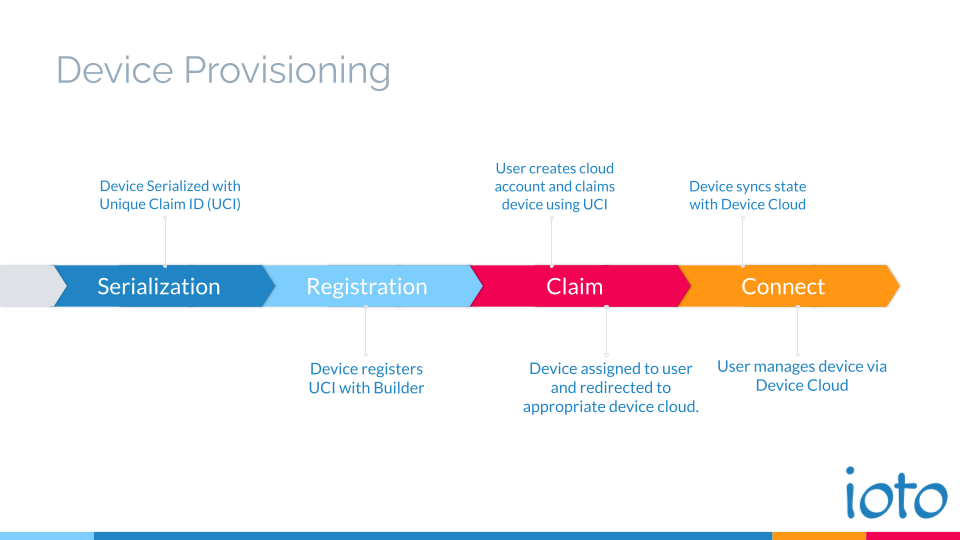 Device Provisioning
Device Serialized with
Unique Claim ID (UCI)
User creates cloud
account and claims
device using UCI
Device syncs state
with Device Cloud
Serialization
Registration
Claim
Connect
Device registers
UCI with Builder
Device assigned to user
and redirected to
appropriate device cloud.
User manages device via
Device Cloud
ioto